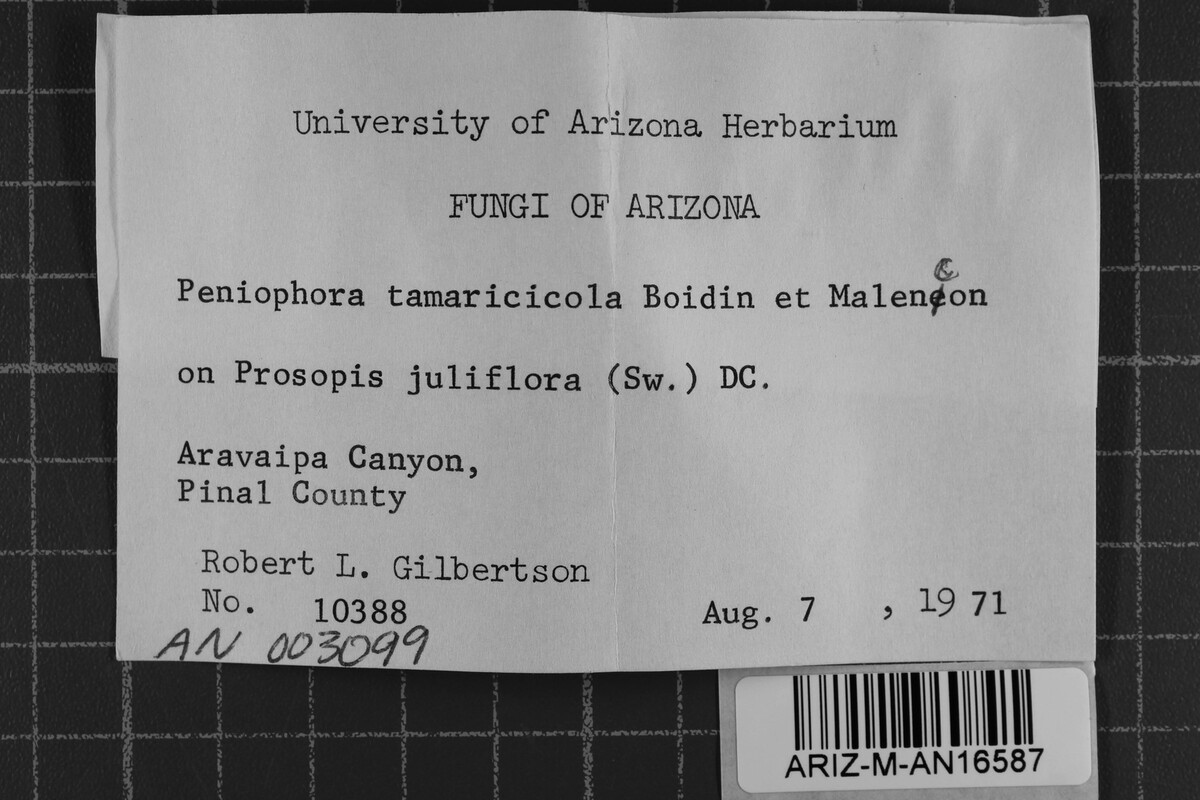 University of Arizona Herbarium
FUNGI OF ARIZONA
Peniophora tamaricicola Boidin et Malencon
on Prosopis juliflora (Sw.) DC.
Aravaipa Canyon,
Pinal County
Robert L. Gilbertson
No. 10388
Aug. 7 , 19 71
AN 003099
ARIZ-M-AN16587